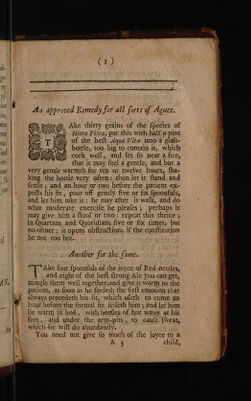 ( 1 )
An approved Remedy for all sorts of Agues.
TAke thirty grains of the species of
Hiera Picra, put this with half a pint
of the best Aqua Vitæ into a glass-
bottle, too big to contain it, which
cork well, and set so near a fire,
that it may feel a gentle, and but a
very gentle warmth for ten or twelve hours, sha-
king the bottle very often: then let it stand and
settle; and an hour or two before the patient ex-
pects his fit, pour off gently five or six spoonfuls,
and let him take it: he may after it walk, and do
what moderate exercise he pleases; perhaps it
may give him a stool or two: repeat this thrice;
in Quartans and Quotidians five or six times, but
no oftner: it opens obstructions if the constitution
be not too hot.
Another for the same.
TAke four spoonfuls of the juyce of Red-nettles,
and eight of the best strong Ale you can get,
mingle them well together, and give it warm to the
patient, as soon as he feeleth the first emotion that
always precedeth his fit, which useth to come an
hour before the formal fit seiseth him; and let him
lie warm in bed, with bottles of hot water at his
feet, and under the arm-pits, to cause sweat,
which he will do abundantly.
You need not give so much of the juyce to a
A 3 child,